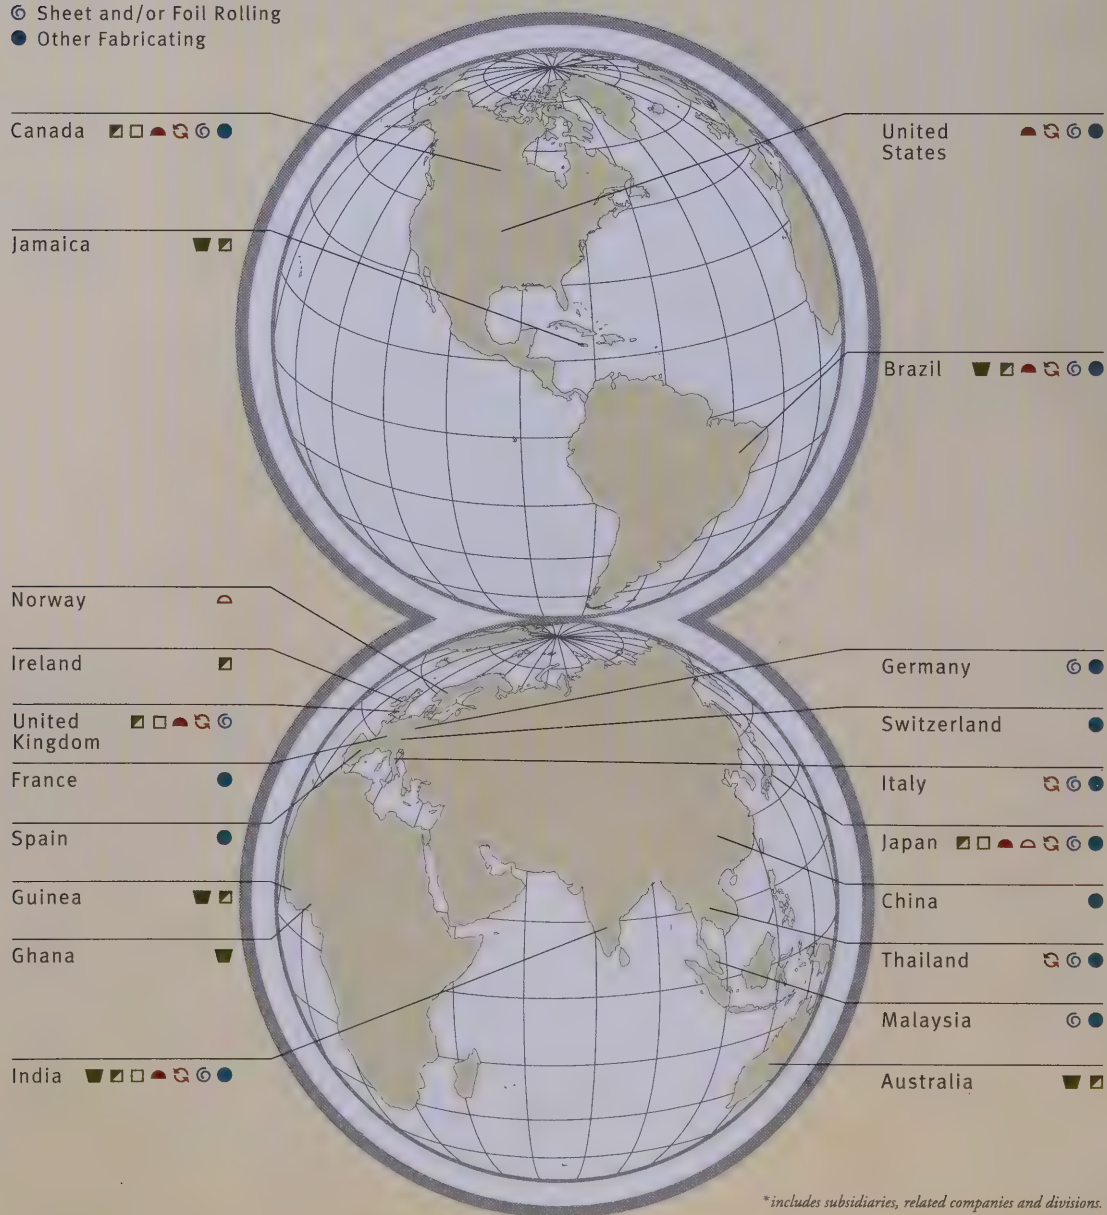 Sheet and/or Foil Rolling
Other Fabricating
Canada
United
States
Jamaica
Brazil
Norway
Ireland
United
Kingdom
France
Spain
Guinea
Ghana
India
Germany
Switzerland
Italy
Japan
China
Thailand
Malaysia
Australia
*includes subsidiaries, related companies and divisions.